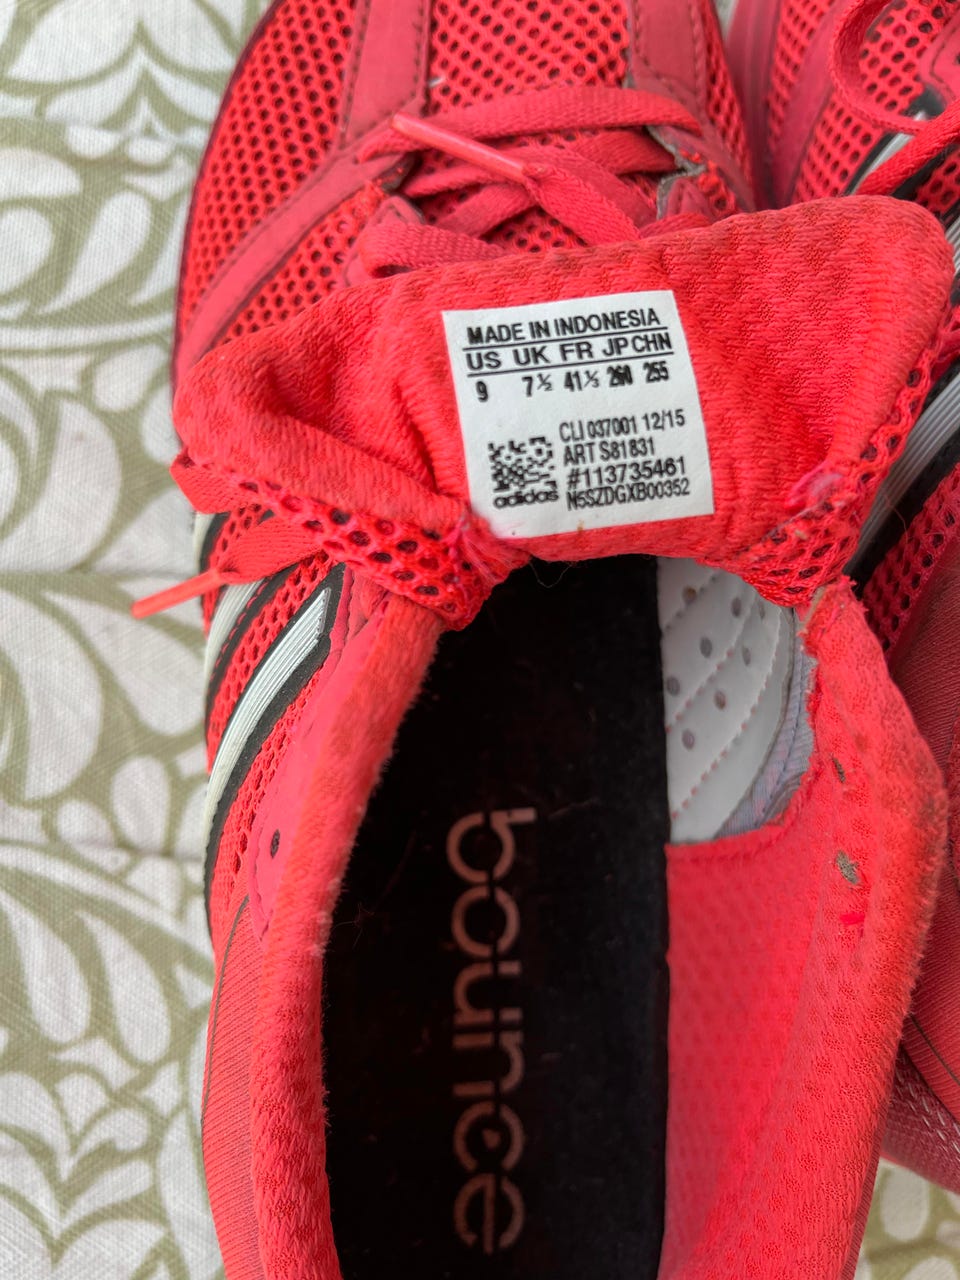 MADE IN INDONESIA
US UK FR JP CHN
9 7½ 41⅓ 260 255
CLI 037001 12/15
ART S81831
#113735461
adidas N5SZDGXB00352
bounce